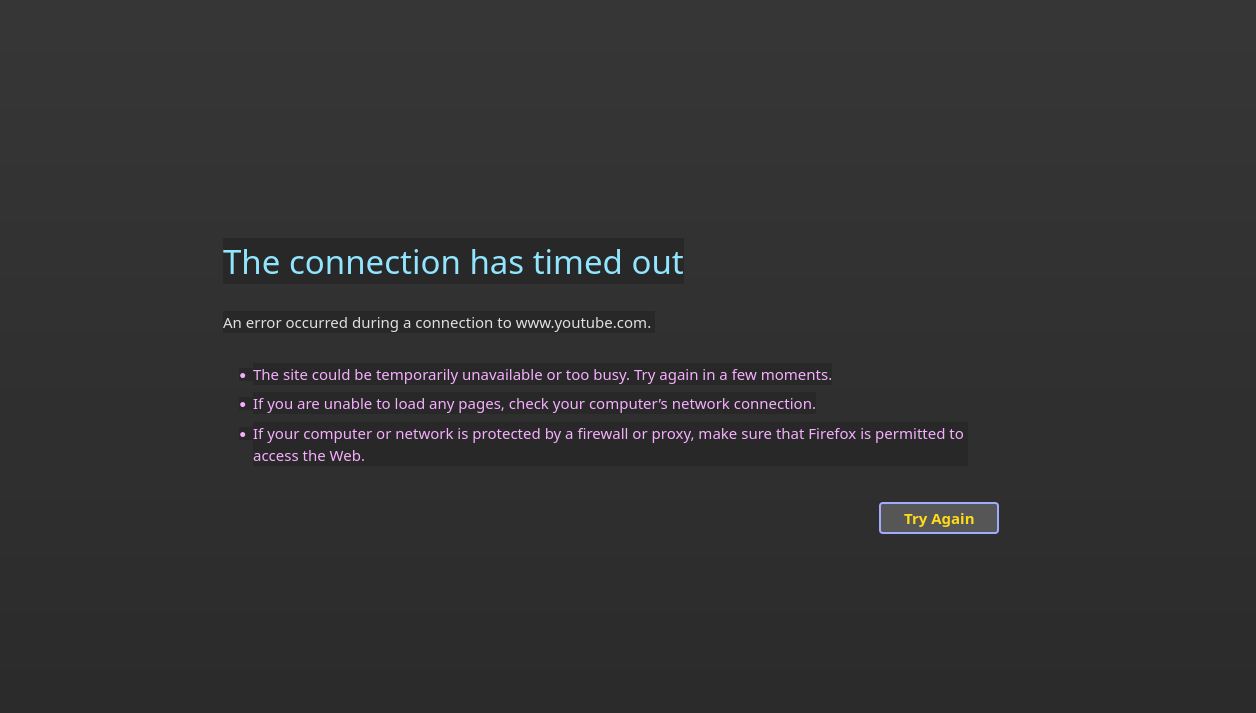 The connection has timed out
An error occurred during a connection to www.youtube.com.
• The site could be temporarily unavailable or too busy. Try again in a few moments.
• If you are unable to load any pages, check your computer’s network connection.
• If your computer or network is protected by a firewall or proxy, make sure that Firefox is permitted to
access the Web.
Try Again